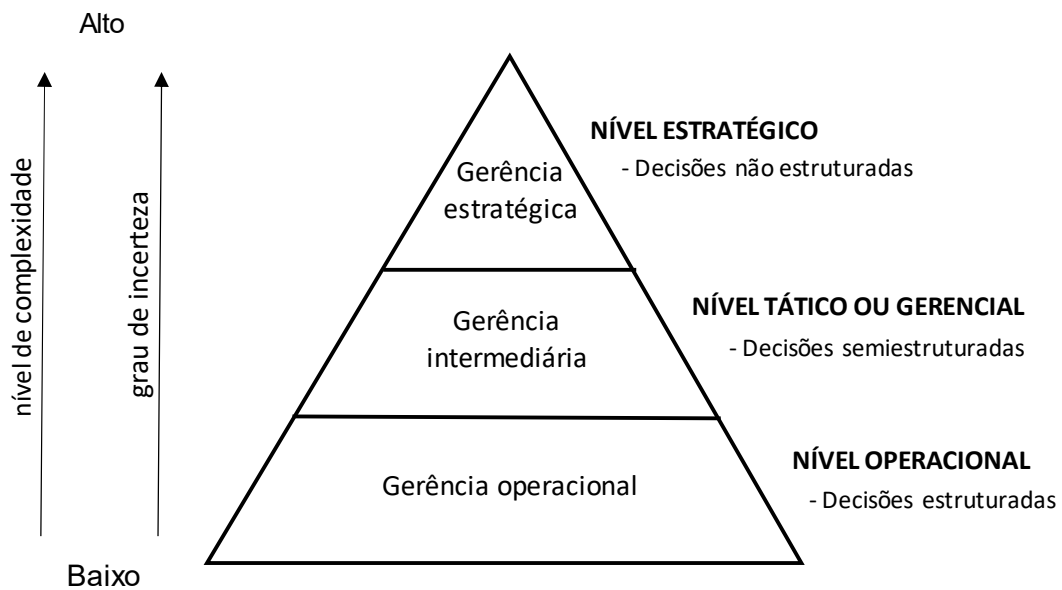 Alto
nível de complexidade
grau de incerteza
Gerência
estratégica
NÍVEL ESTRATÉGICO
- Decisões não estruturadas
Gerência
intermediária
NÍVEL TÁTICO OU GERENCIAL
- Decisões semiestruturadas
Gerência operacional
NÍVEL OPERACIONAL
- Decisões estruturadas
Baixo